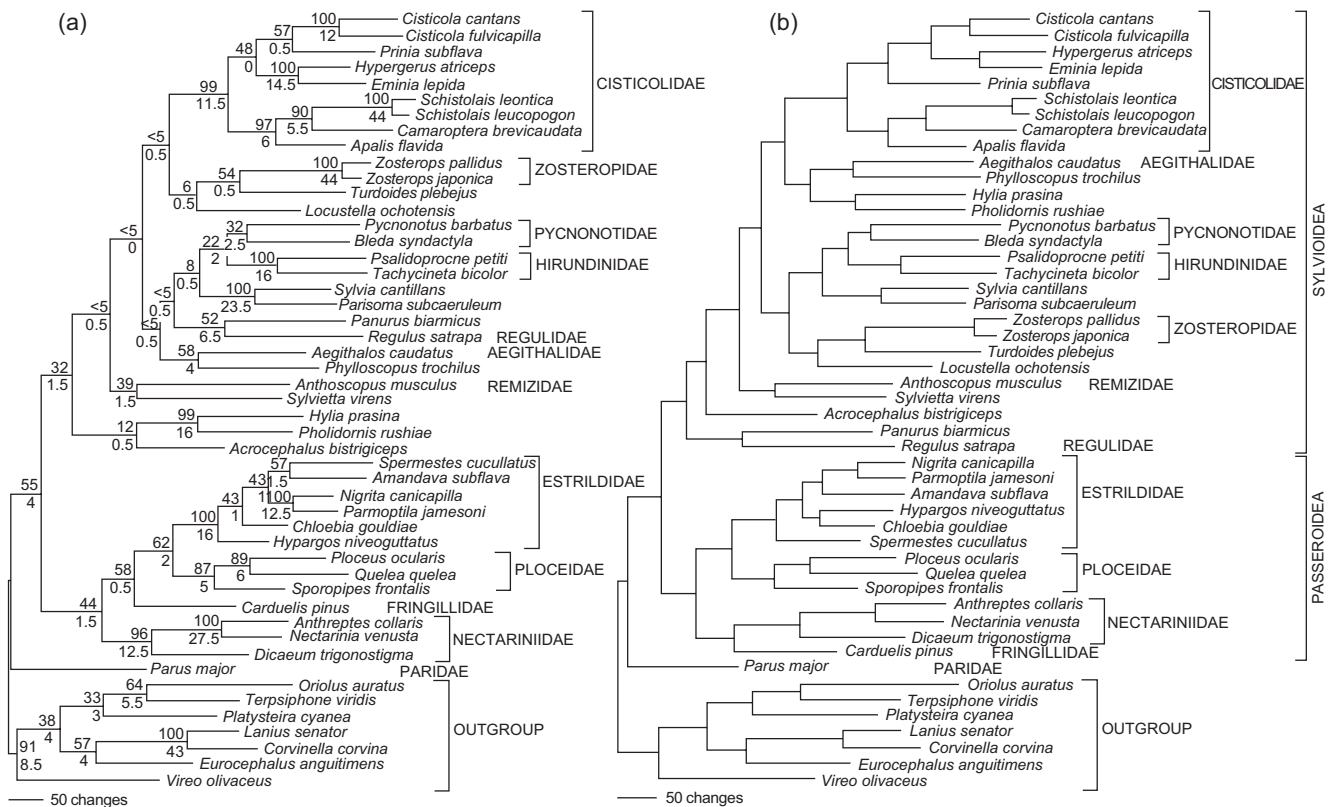 (a)
100
12
Cisticola cantans
Cisticola fulvicapilla
57
0.5
Prinia subflava
48
0
100
14.5
Hypergerus atriceps
Eminia lepida
CISTICOLIDAE
99
11.5
100
44
Schistolais leontica
Schistolais leucopogon
90
5.5
Camaroptera brevicaudata
97
6
Apalis flavida
<5
0.5
100
44
Zosterops pallidus
Zosterops japonica
ZOSTEROPIDAE
54
0.5
Turdoides plebejus
6
0.5
Locustella ochotensis
<5
0
32
2.5
Pycnonotus barbatus
Bleda syndactyla
PYCNONOTIDAE
22
2
100
16
Psalidoprocne petiti
Tachycineta bicolor
HIRUNDINIDAE
8
0.5
100
23.5
Sylvia cantillans
Parisoma subcaeruleum
<5
0.5
52
6.5
Panurus biarmicus
Regulus satrapa
REGULIDAE
<5
0.5
<5
0.5
58
4
Aegithalos caudatus
AEGITHALIDAE
Phylloscopus trochilus
39
1.5
Anthoscopus musculus
REMIZIDAE
Sylvietta virens
32
1.5
99
16
Hylia prasina
Pholidornis rushiae
12
0.5
Acrocephalus bistrigiceps
55
4
57
1.5
Spermestes cucullatus
Amandava subflava
43
1
43
1100
12.5
Nigrita canicapilla
Parmoptila jamesoni
ESTRILDIDAE
Chloebia gouldiae
100
16
Hypargos niveoguttatus
62
2
89
6
Ploceus ocularis
Quelea quelea
PLOCEIDAE
87
5
Sporopipes frontalis
58
0.5
Carduelis pinus
FRINGILLIDAE
44
1.5
100
27.5
Anthreptes collaris
Nectarinia venusta
NECTARINIIDAE
96
12.5
Dicaeum trigonostigma
Parus major
PARIDAE
64
5.5
Oriolus auratus
Terpsiphone viridis
33
3
Platysteira cyanea
38
4
100
43
Lanius senator
Corvinella corvina
OUTGROUP
57
4
Eurocephalus anguitimens
91
8.5
Vireo olivaceus
50 changes
(b)
Cisticola cantans
Cisticola fulvicapilla
Hypergerus atriceps
Eminia lepida
CISTICOLIDAE
Prinia subflava
Schistolais leontica
Schistolais leucopogon
Camaroptera brevicaudata
Apalis flavida
Aegithalos caudatus
AEGITHALIDAE
Phylloscopus trochilus
Hylia prasina
Pholidornis rushiae
Pycnonotus barbatus
PYCNONOTIDAE
Bleda syndactyla
SYLVIOIDEA
Psalidoprocne petiti
HIRUNDINIDAE
Tachycineta bicolor
Sylvia cantillans
Parisoma subcaeruleum
Zosterops pallidus
ZOSTEROPIDAE
Zosterops japonica
Turdoides plebejus
Locustella ochotensis
Anthoscopus musculus
REMIZIDAE
Sylvietta virens
Acrocephalus bistrigiceps
Panurus biarmicus
Regulus satrapa
REGULIDAE
Nigrita canicapilla
Parmoptila jamesoni
ESTRILDIDAE
Amandava subflava
Hypargos niveoguttatus
Chloebia gouldiae
Spermestes cucullatus
PASSEROIDEA
Ploceus ocularis
Quelea quelea
PLOCEIDAE
Sporopipes frontalis
Anthreptes collaris
Nectarinia venusta
NECTARINIIDAE
Dicaeum trigonostigma
Carduelis pinus
FRINGILLIDAE
Parus major
PARIDAE
Oriolus auratus
Terpsiphone viridis
Platysteira cyanea
Lanius senator
OUTGROUP
Corvinella corvina
Eurocephalus anguitimens
Vireo olivaceus
50 changes